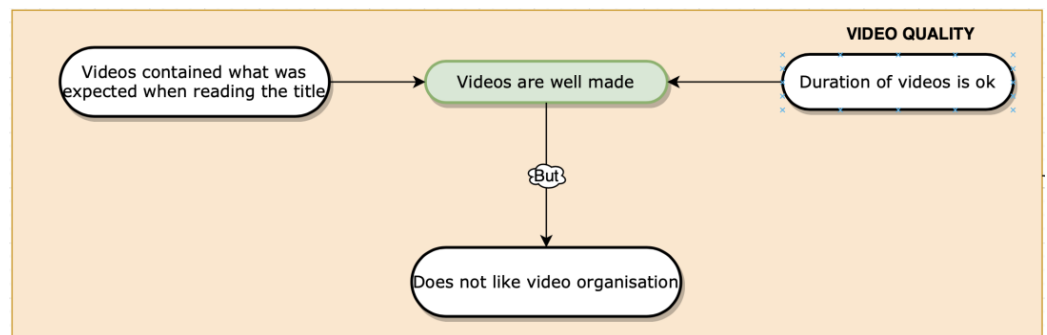 VIDEO QUALITY
Videos contained what was
expected when reading the title
Videos are well made
Duration of videos is ok
But
Does not like video organisation